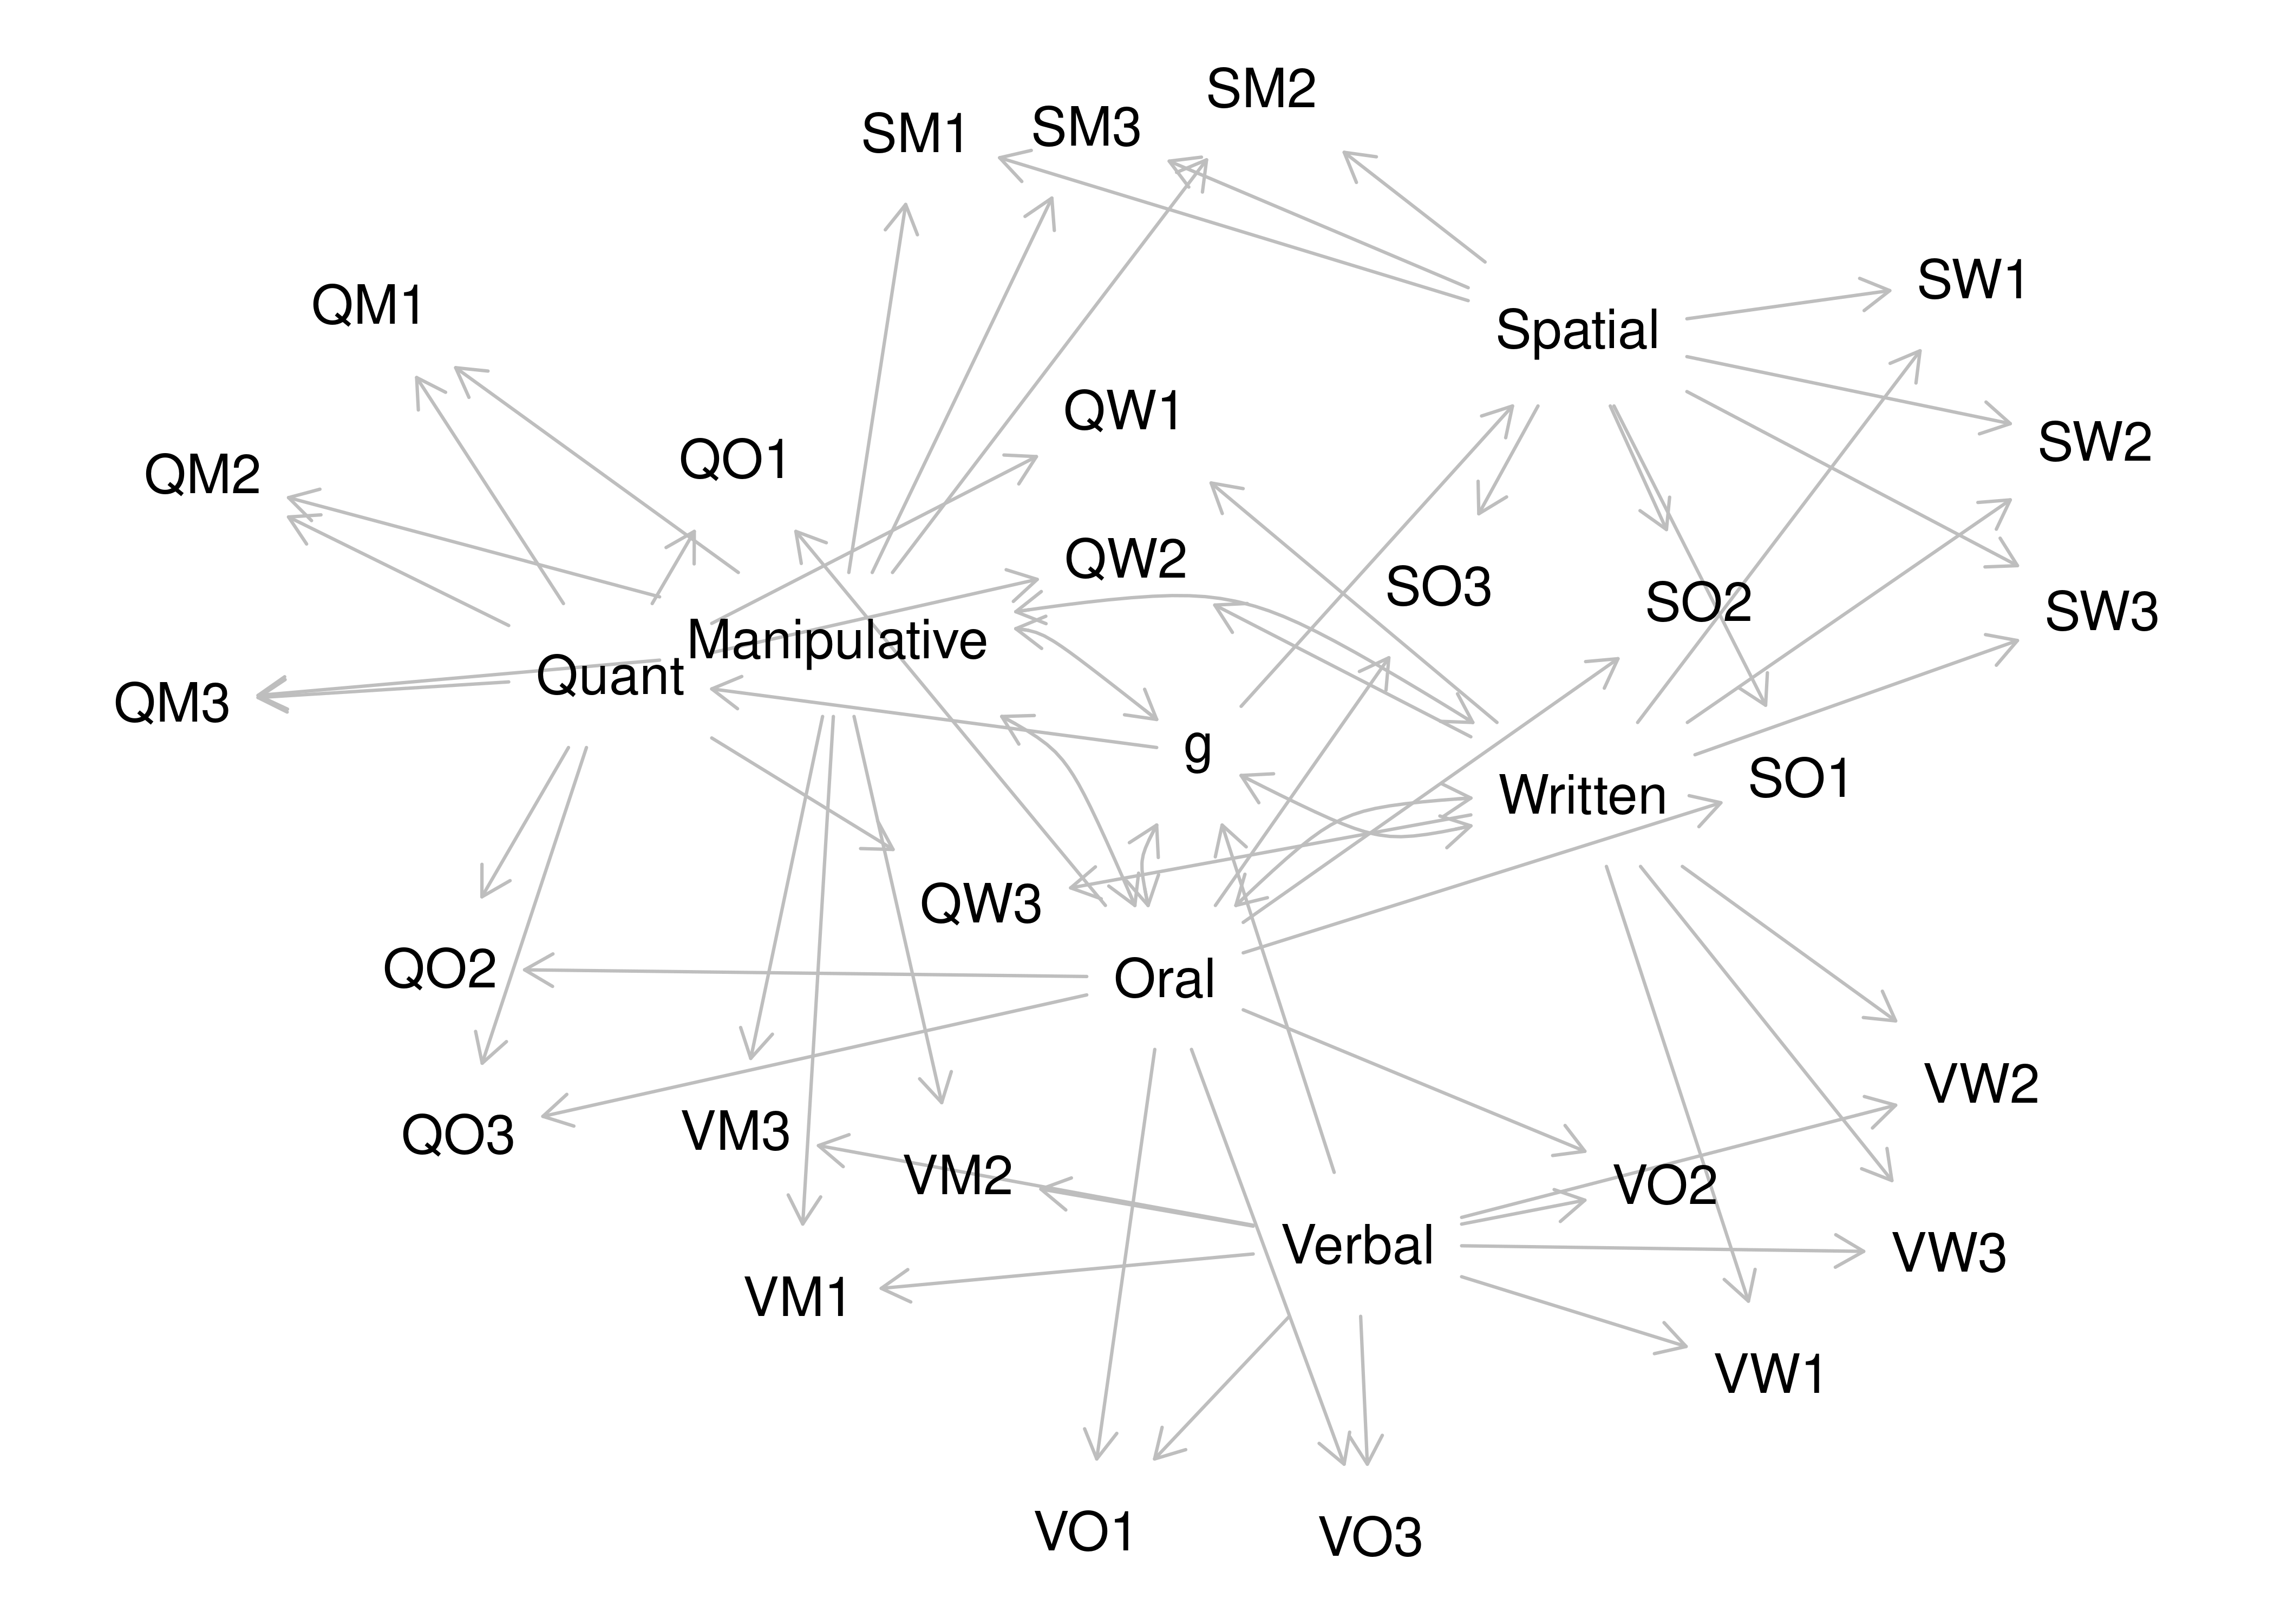 SM2
SM1
SM3
SW1
QM1
Spatial
QW1
SW2
QO1
QM2
QW2
SO3
SO2
SW3
Manipulative
Quant
QM3
g
SO1
Written
QW3
QO2
Oral
VW2
VM3
QO3
VM2
VO2
Verbal
VW3
VM1
VW1
VO1
VO3